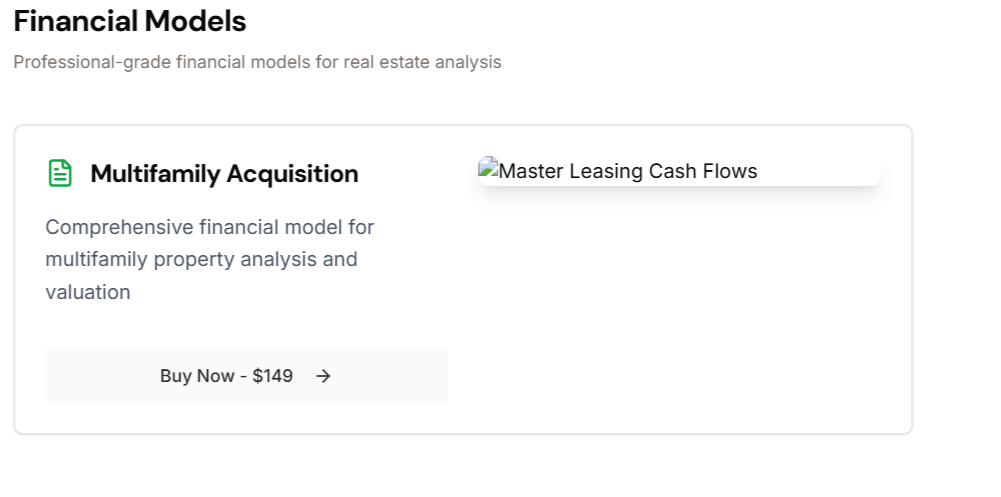 Financial Models
Professional-grade financial models for real estate analysis
Multifamily Acquisition
Comprehensive financial model for
multifamily property analysis and
valuation
Buy Now - $149
Master Leasing Cash Flows